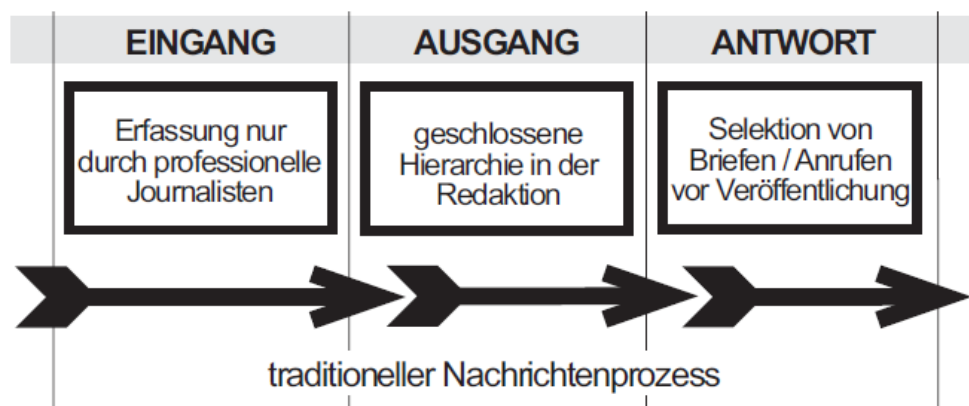 EINGANG
AUSGANG
ANTWORT
Erfassung nur
durch professionelle
Journalisten
geschlossene
Hierarchie in der
Redaktion
Selektion von
Briefen / Anrufen
vor Veröffentlichung
traditioneller Nachrichtenprozess